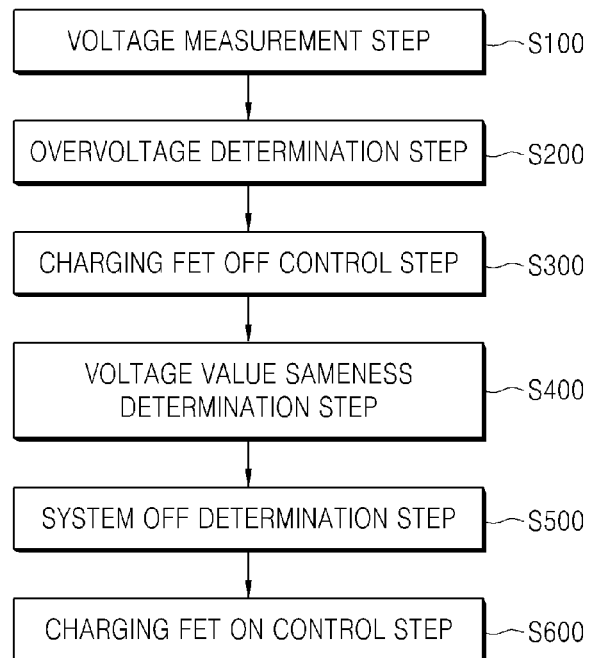 VOLTAGE MEASUREMENT STEP S100
OVERVOLTAGE DETERMINATION STEP S200
CHARGING FET OFF CONTROL STEP S300
VOLTAGE VALUE SAMENESS
DETERMINATION STEP S400
SYSTEM OFF DETERMINATION STEP S500
CHARGING FET ON CONTROL STEP S600